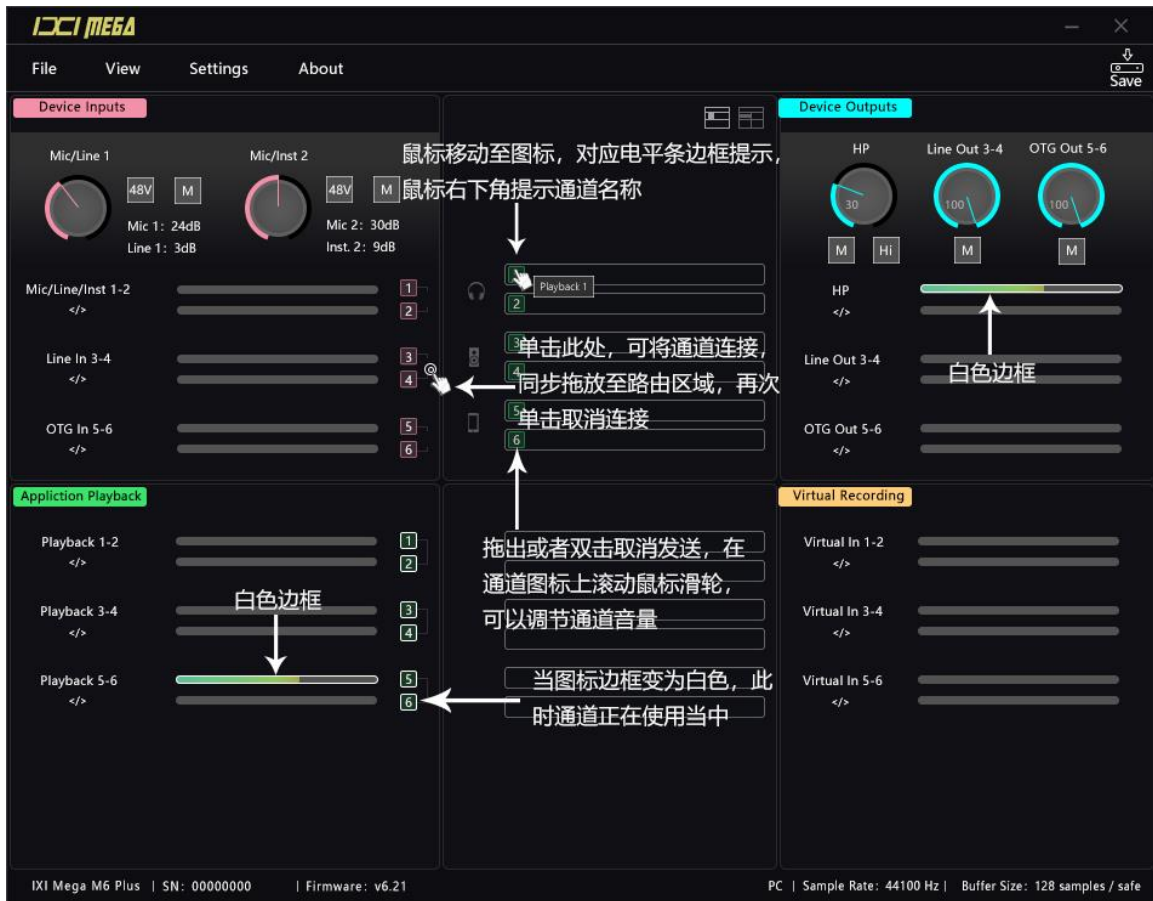 IXI MEGA
File View Settings About Save
Device Inputs
Mic/Line 1
48V M
Mic 1: 24dB
Line 1: 3dB
Mic/Inst 2
48V M
Mic 2: 30dB
Inst. 2: 9dB
Mic/Line/Inst 1-2
</>
1
2
Line In 3-4
</>
3
4
OTG In 5-6
</>
5
6
鼠标移动至图标，对应电平条边框提示，
鼠标右下角提示通道名称
1
Playback 1
2
3
4
5
6
单击此处，可将通道连接，
同步拖放至路由区域，再次
单击取消连接
Device Outputs
HP
30
M Hi
Line Out 3-4
100
M
OTG Out 5-6
100
M
HP
</>
白色边框
Line Out 3-4
</>
OTG Out 5-6
</>
Appliction Playback
Playback 1-2
</>
1
2
Playback 3-4
</>
3
4
白色边框
Playback 5-6
</>
5
6
拖出或者双击取消发送，在
通道图标上滚动鼠标滑轮，
可以调节通道音量
当图标边框变为白色，此
时通道正在使用当中
Virtual Recording
Virtual In 1-2
</>
Virtual In 3-4
</>
Virtual In 5-6
</>
IXI Mega M6 Plus | SN: 00000000 | Firmware: v6.21
PC | Sample Rate: 44100 Hz | Buffer Size: 128 samples / safe